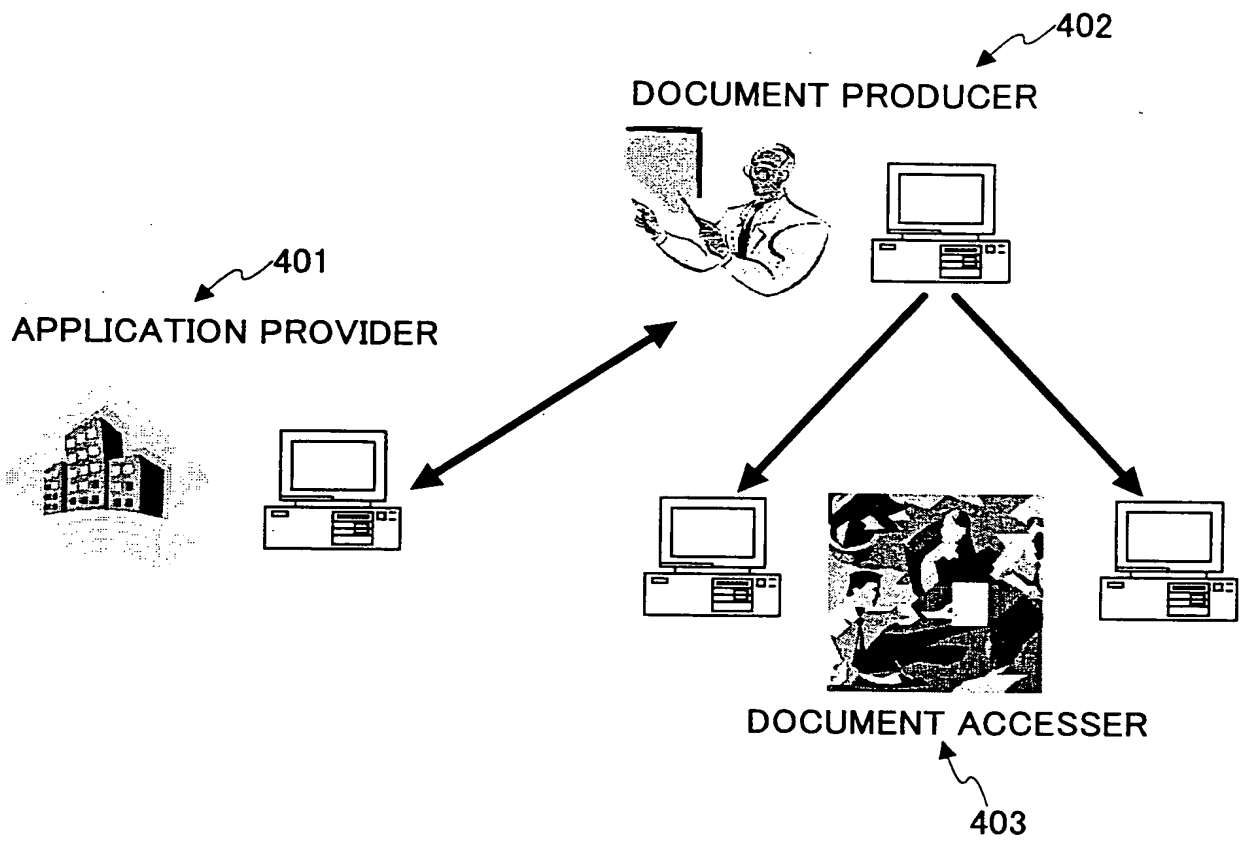 402
DOCUMENT PRODUCER
401
APPLICATION PROVIDER
DOCUMENT ACCESSER
403